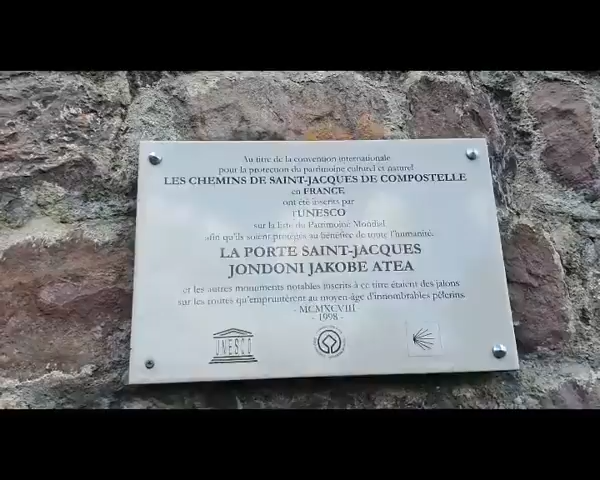 Au titre de la convention internationale
pour la protection du patrimoine culturel et naturel
LES CHEMINS DE SAINT-JACQUES DE COMPOSTELLE
en FRANCE
ont été inscrits par
l'UNESCO
sur la liste du Patrimoine Mondial
afin qu'ils soient protégés au bénéfice de toute l'humanité.
LA PORTE SAINT-JACQUES
JONDONI JAKOBE ATEA
et les autres monuments notables inscrits à ce titre étaient des jalons
sur les routes qu'empruntèrent au moyen-âge d'innombrables pélerins.
- MCMXCVIII -
- 1998 -
UNESCO